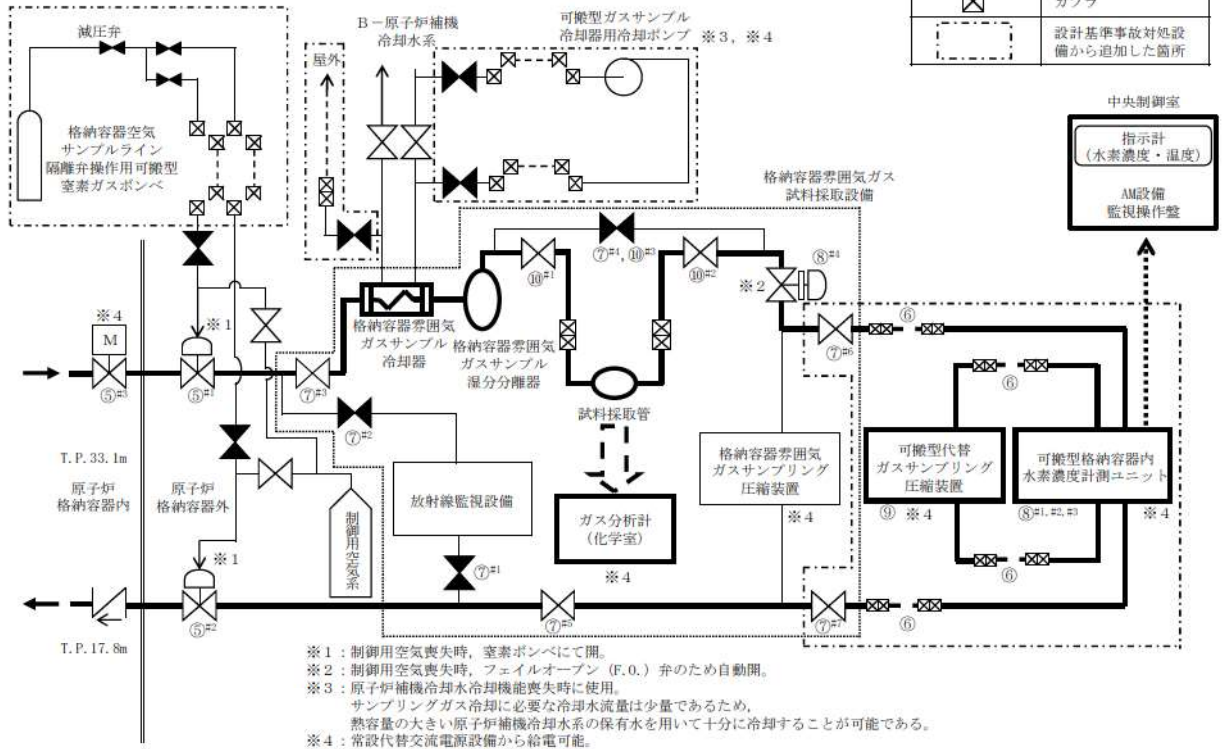 カプラ
設計基準事故対処設
備から追加した箇所
減圧弁
B－原子炉補機
冷却水系
可搬型ガスサンプル
冷却器用冷却ポンプ ※3，※4
屋外
格納容器空気
サンプルライン
隔離弁操作用可搬型
窒素ガスボンベ
中央制御室
指示計
（水素濃度・温度）
AM設備
監視操作盤
格納容器雰囲気ガス
試料採取設備
⑦#4，⑩#3
⑩#1
⑩#2
⑧#4
※2
※4
M
※1
⑤#3
⑤#1
⑦#3
格納容器雰囲気
ガスサンプル
冷却器
格納容器雰囲気
ガスサンプル
湿分分離器
⑦#6
⑥
⑥
試料採取管
⑦#2
T.P.33.1m
原子炉
格納容器内
原子炉
格納容器外
放射線監視設備
格納容器雰囲気
ガスサンプリング
圧縮装置
※4
可搬型代替
ガスサンプリング
圧縮装置
⑨ ※4
可搬型格納容器内
水素濃度計測ユニット
⑧#1,#2,#3 ※4
ガス分析計
（化学室）
※4
制御用空気系
※1
⑦#1
⑥
⑤#2
⑦#5
⑦#7
⑥
T.P.17.8m
※1：制御用空気喪失時，窒素ボンベにて開。
※2：制御用空気喪失時，フェイルオープン（F.O.）弁のため自動開。
※3：原子炉補機冷却水冷却機能喪失時に使用。
サンプリングガス冷却に必要な冷却水流量は少量であるため，
熱容量の大きい原子炉補機冷却水系の保有水を用いて十分に冷却することが可能である。
※4：常設代替交流電源設備から給電可能。